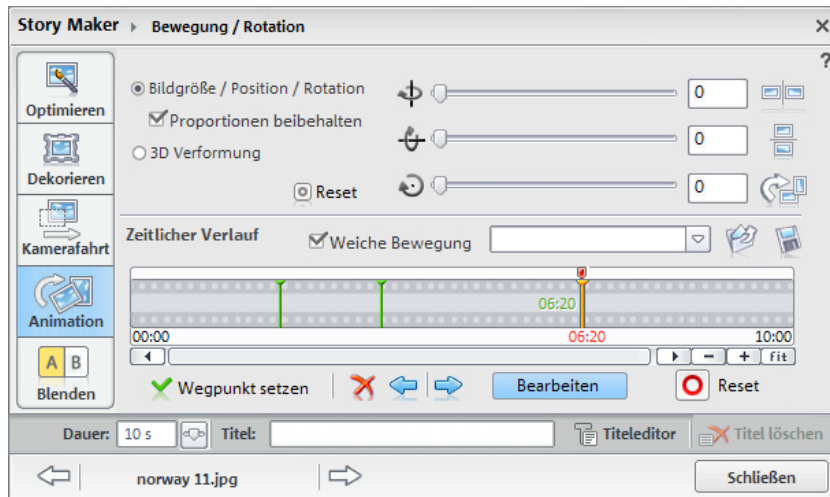 Story Maker ▸ Bewegung / Rotation
?
Optimieren
Dekorieren
Kamerafahrt
Animation
A B
Blenden
Bildgröße / Position / Rotation
0
Proportionen beibehalten
0
3D Verformung
Reset
0
Zeitlicher Verlauf
Weiche Bewegung
06:20
00:00
06:20
10:00
fit
Wegpunkt setzen
Bearbeiten
Reset
Dauer: 10 s
Titel:
Titeleditor
Titel löschen
norway 11.jpg
Schließen